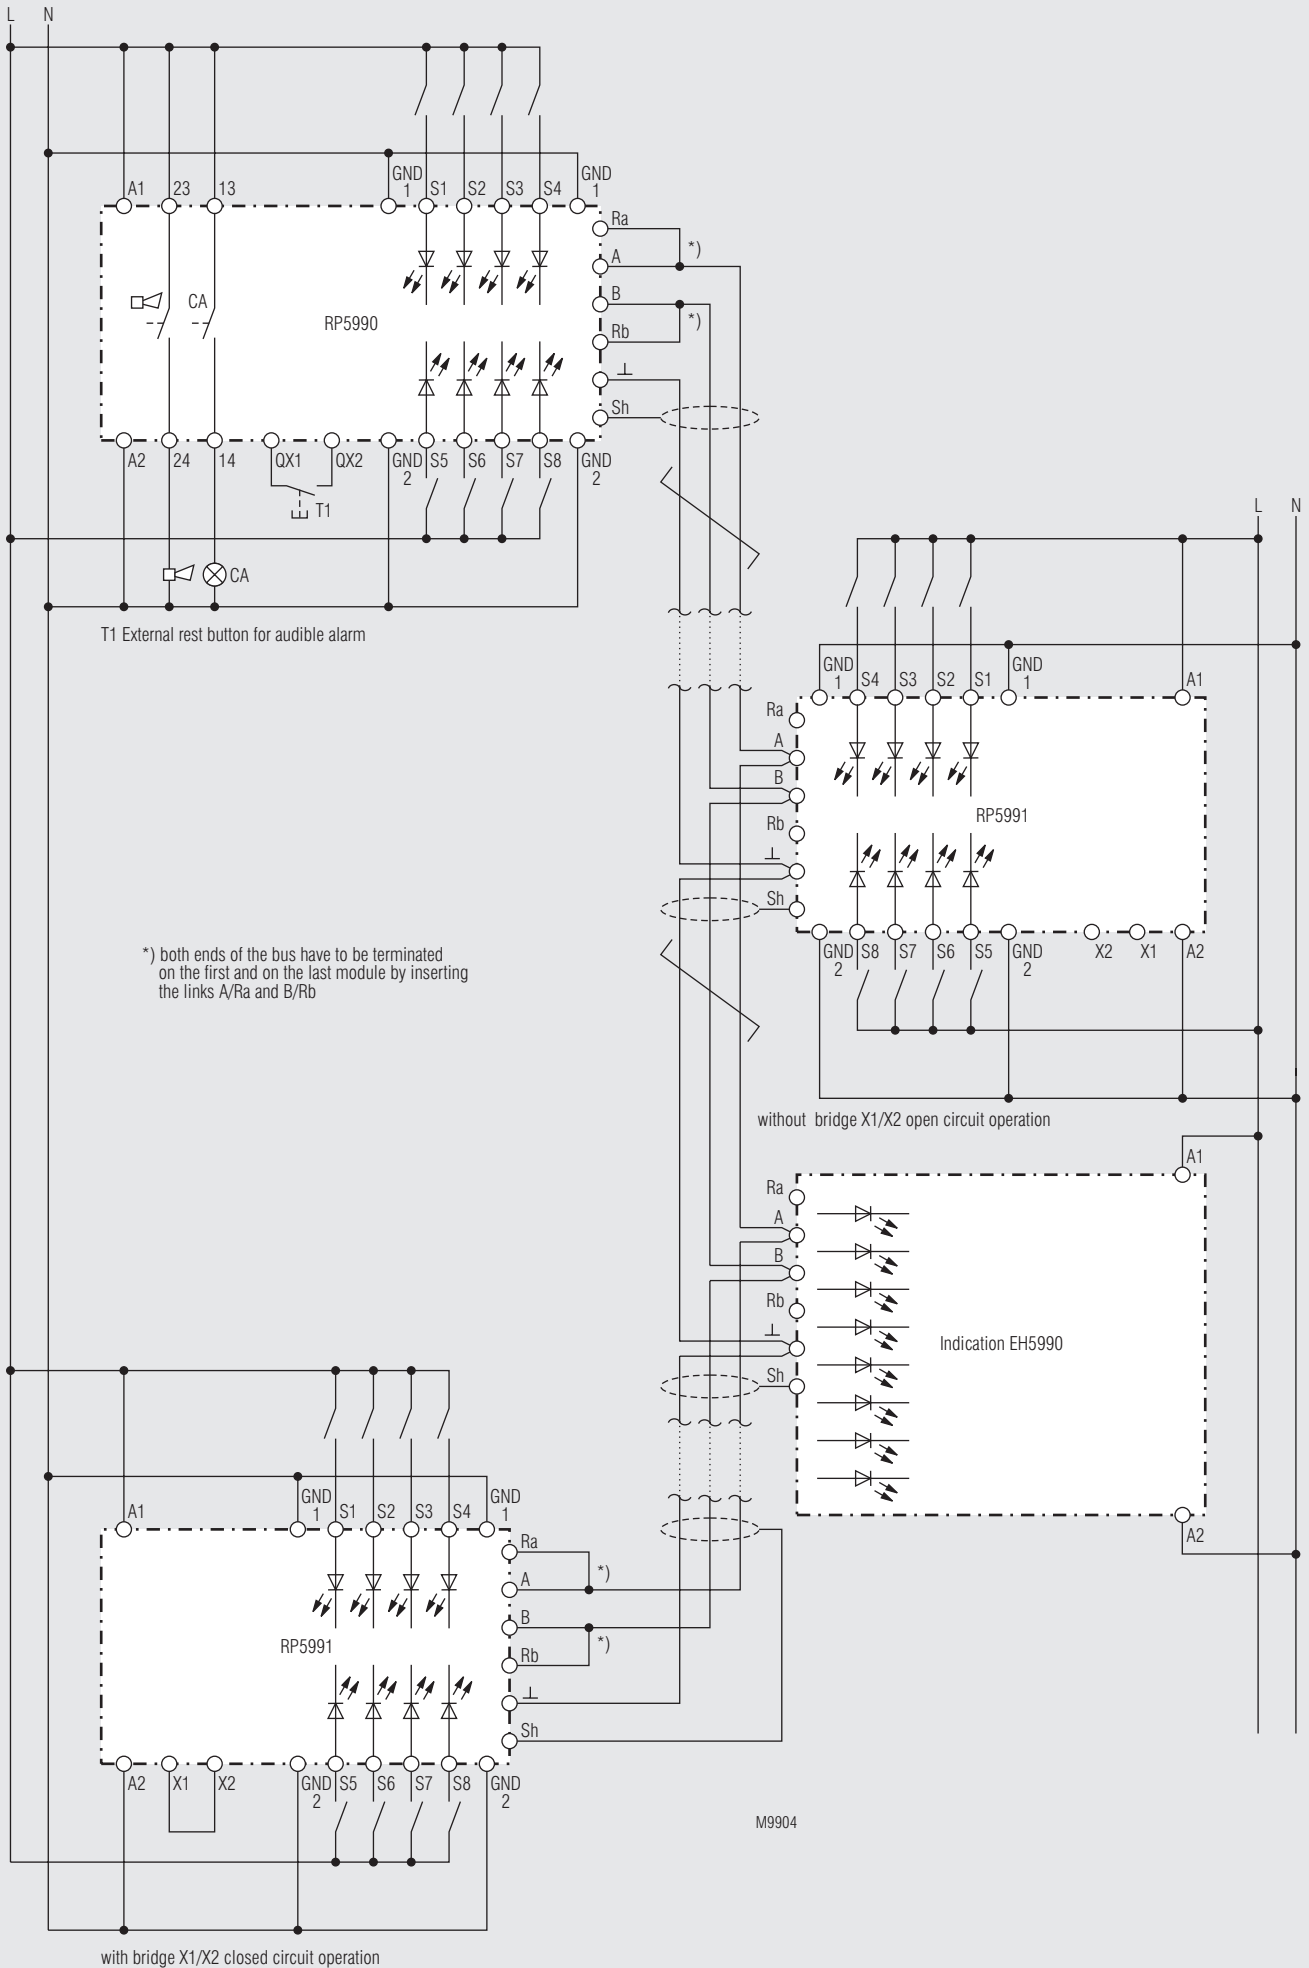 L N
A1 23 13 GND 1 S1 S2 S3 S4 GND 1
Ra
*)
A
B
*)
Rb
⊥
Sh
CA
RP5990
A2 24 14 QX1 QX2 GND 2 S5 S6 S7 S8 GND 2
T1
CA
T1 External rest button for audible alarm
L N
GND 1 S4 S3 S2 S1 GND 1 A1
Ra
A
B
Rb
⊥
Sh
RP5991
GND 2 S8 S7 S6 S5 GND 2 X2 X1 A2
*) both ends of the bus have to be terminated
on the first and on the last module by inserting
the links A/Ra and B/Rb
without bridge X1/X2 open circuit operation
A1
Ra
A
B
Rb
⊥
Sh
Indication EH5990
A2
A1 GND 1 S1 S2 S3 S4 GND 1
Ra
*)
A
B
*)
Rb
⊥
Sh
RP5991
A2 X1 X2 GND 2 S5 S6 S7 S8 GND 2
M9904
with bridge X1/X2 closed circuit operation